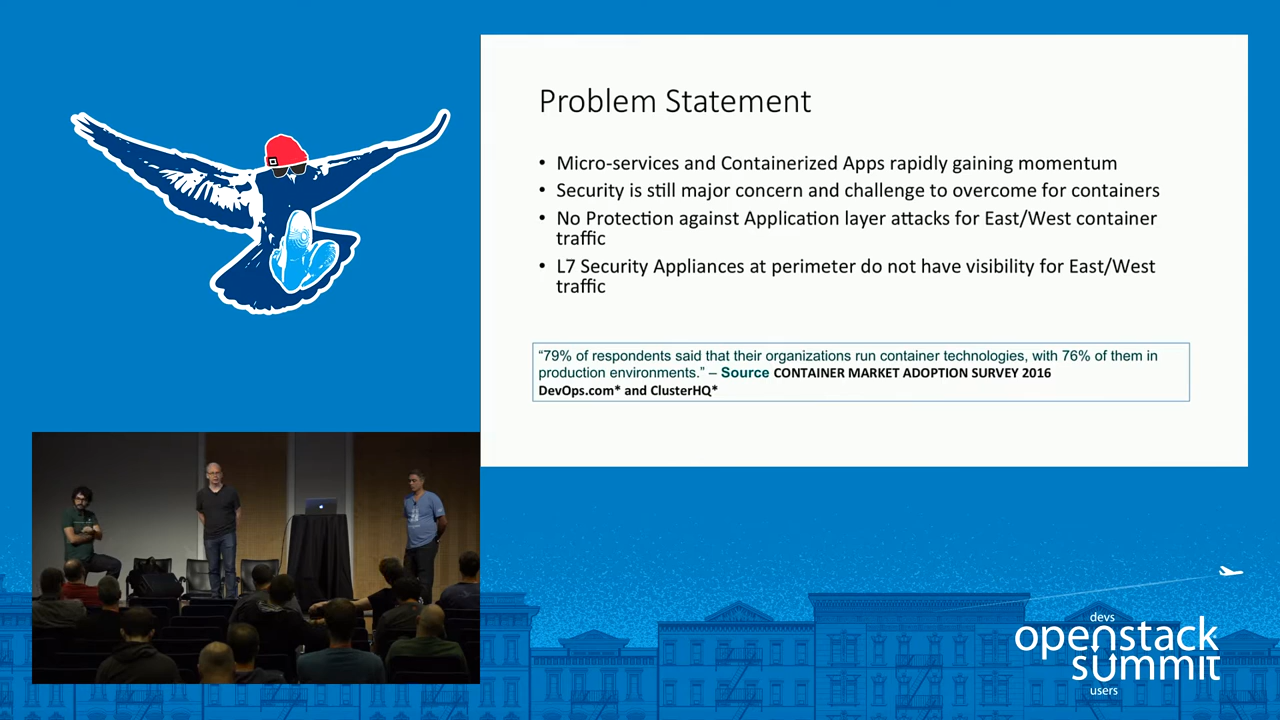 Problem Statement
• Micro-services and Containerized Apps rapidly gaining momentum
• Security is still major concern and challenge to overcome for containers
• No Protection against Application layer attacks for East/West container
traffic
• L7 Security Appliances at perimeter do not have visibility for East/West
traffic
“79% of respondents said that their organizations run container technologies, with 76% of them in
production environments.” – Source CONTAINER MARKET ADOPTION SURVEY 2016
DevOps.com* and ClusterHQ*
devs
openstack
summit
users